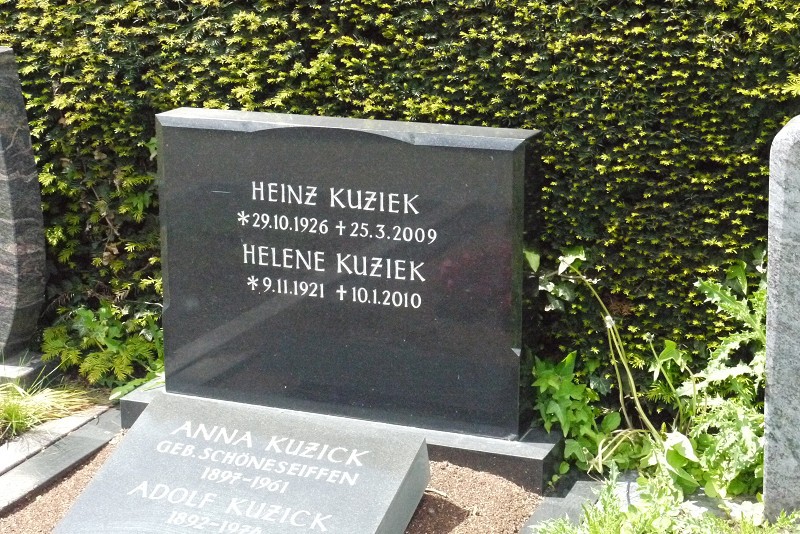 HEINZ KUZIEK
*29.10.1926 ✝25.3.2009
HELENE KUZIEK
*9.11.1921 ✝10.1.2010
ANNA KUZICK
GEB. SCHÖNESEIFFEN
1897-1961
ADOLF KUZICK